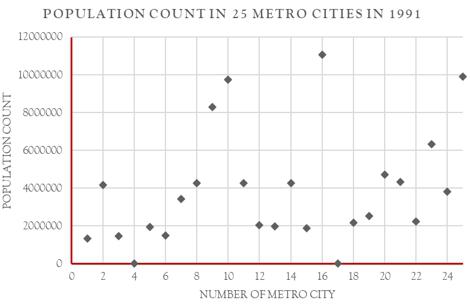 POPULATION COUNT IN 25 METRO CITIES IN 1991
12000000
10000000
8000000
6000000
4000000
2000000
0
POPULATION COUNT
0 2 4 6 8 10 12 14 16 18 20 22 24
NUMBER OF METRO CITY